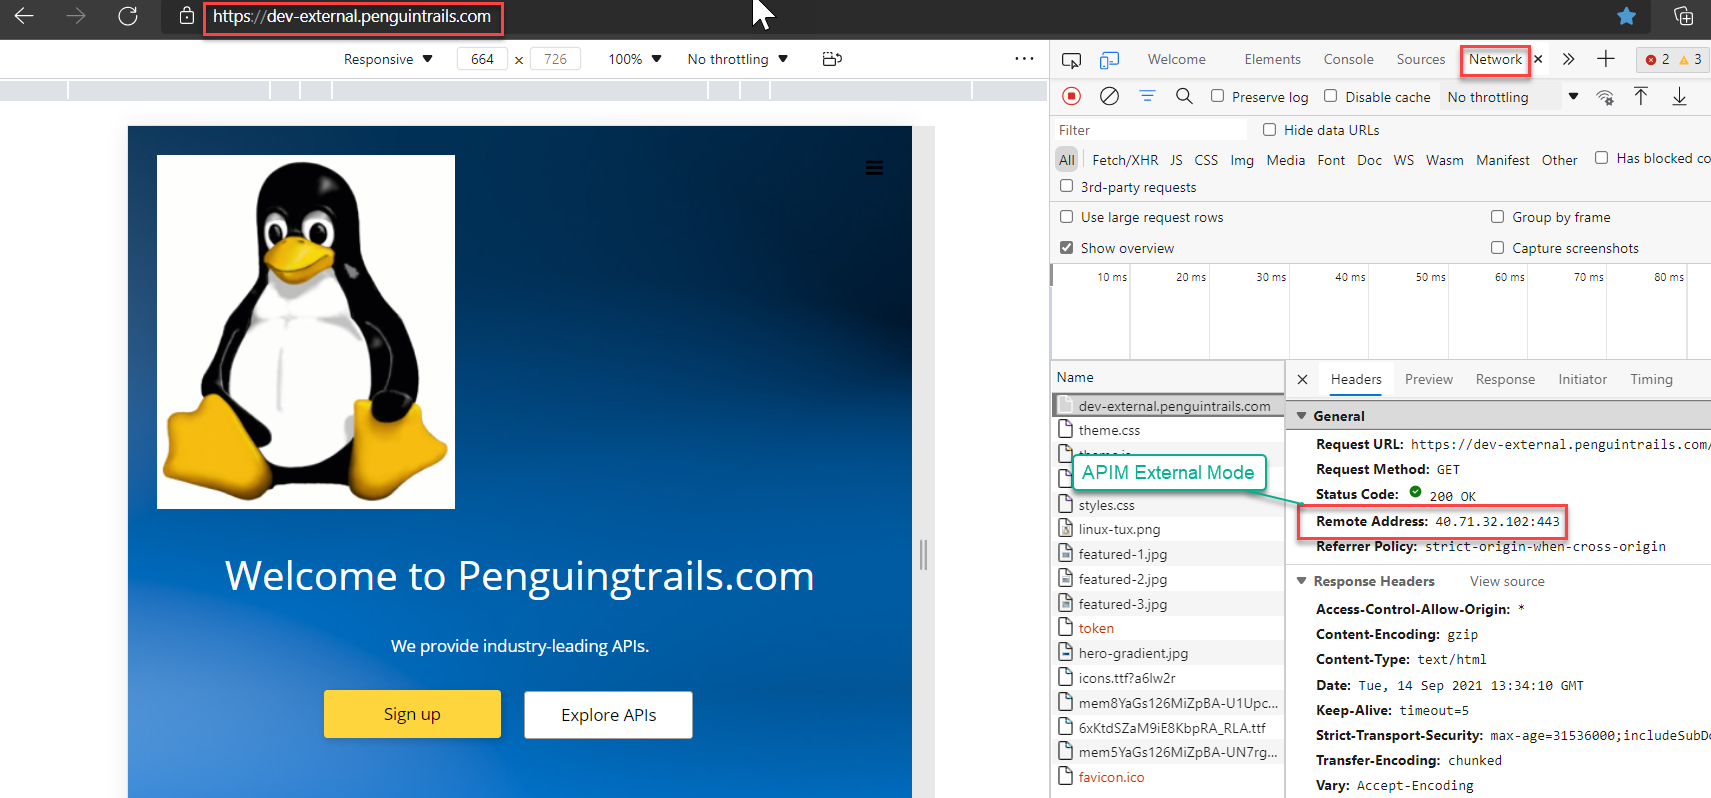 https://dev-external.penguintrails.com
Responsive 664 × 726 100% No throttling
Welcome Elements Console Sources Network × 2 3
Preserve log Disable cache No throttling
Filter Hide data URLs
All Fetch/XHR JS CSS Img Media Font Doc WS Wasm Manifest Other Has blocked co
3rd-party requests
Use large request rows Group by frame
Show overview Capture screenshots
10 ms 20 ms 30 ms 40 ms 50 ms 60 ms 70 ms 80 ms
Name
dev-external.penguintrails.com
theme.css
APIM External Mode
styles.css
linux-tux.png
featured-1.jpg
featured-2.jpg
featured-3.jpg
token
hero-gradient.jpg
icons.ttf?a6lw2r
mem8YaGs126MiZpBA-U1Upc...
6xKtdSZaM9iE8KbpRA_RLA.ttf
mem5YaGs126MiZpBA-UN7rg...
favicon.ico
Headers Preview Response Initiator Timing
General
Request URL: https://dev-external.penguintrails.com/
Request Method: GET
Status Code: 200 OK
Remote Address: 40.71.32.102:443
Referrer Policy: strict-origin-when-cross-origin
Response Headers View source
Access-Control-Allow-Origin: *
Content-Encoding: gzip
Content-Type: text/html
Date: Tue, 14 Sep 2021 13:34:10 GMT
Keep-Alive: timeout=5
Strict-Transport-Security: max-age=31536000;includeSubDo
Transfer-Encoding: chunked
Vary: Accept-Encoding
Welcome to Penguingtrails.com
We provide industry-leading APIs.
Sign up Explore APIs